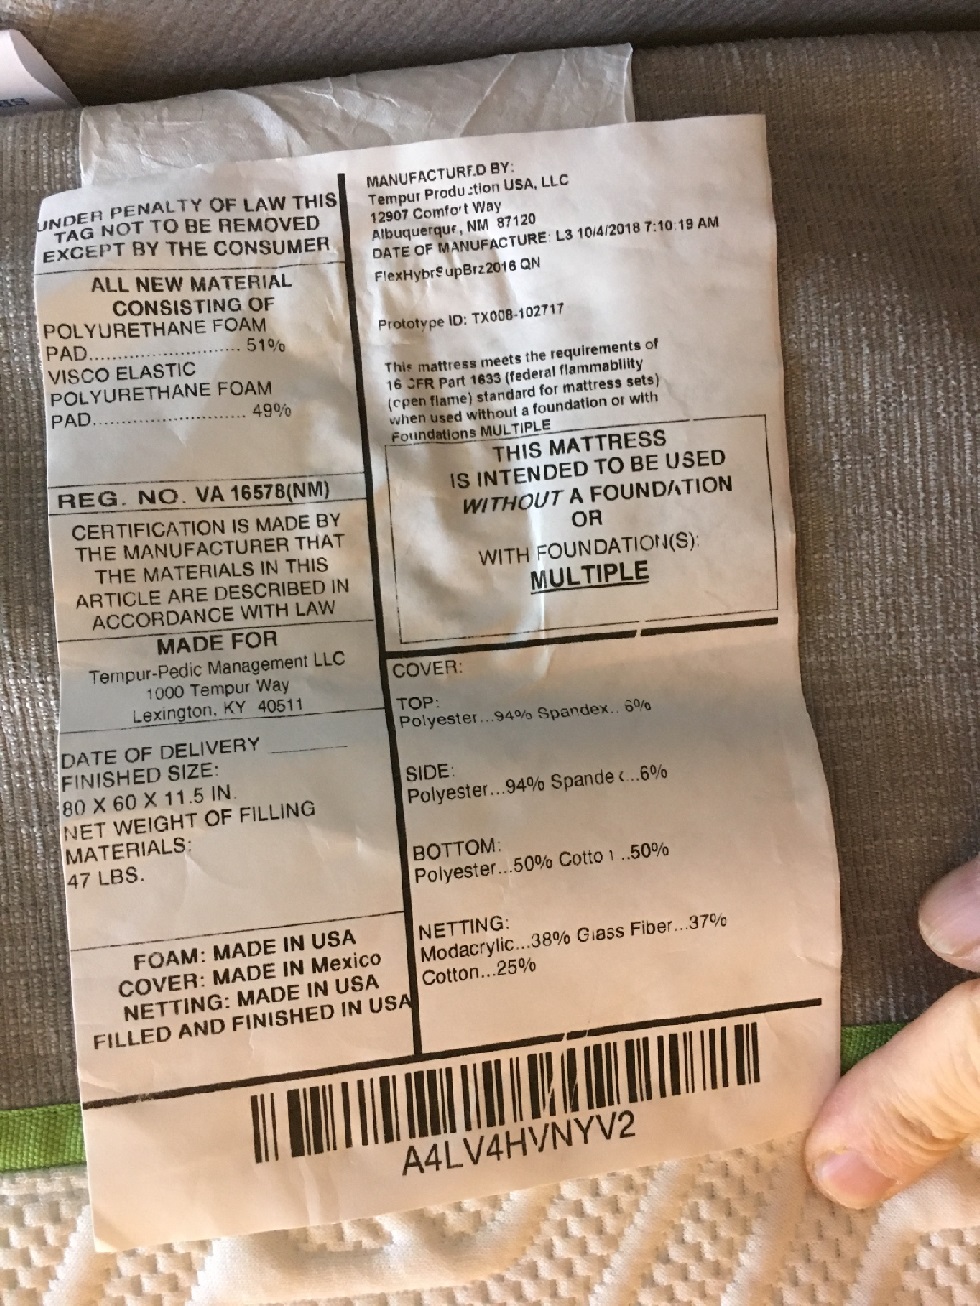 UNDER PENALTY OF LAW THIS
TAG NOT TO BE REMOVED
EXCEPT BY THE CONSUMER
ALL NEW MATERIAL
CONSISTING OF
POLYURETHANE FOAM
PAD............................ 51%
VISCO ELASTIC
POLYURETHANE FOAM
PAD............................ 49%
REG. NO. VA 16578(NM)
CERTIFICATION IS MADE BY
THE MANUFACTURER THAT
THE MATERIALS IN THIS
ARTICLE ARE DESCRIBED IN
ACCORDANCE WITH LAW
MADE FOR
Tempur-Pedic Management LLC
1000 Tempur Way
Lexington, KY 40511
DATE OF DELIVERY ________
FINISHED SIZE:
80 X 60 X 11.5 IN.
NET WEIGHT OF FILLING
MATERIALS:
47 LBS.
FOAM: MADE IN USA
COVER: MADE IN Mexico
NETTING: MADE IN USA
FILLED AND FINISHED IN USA
MANUFACTURED BY:
Tempur Production USA, LLC
12907 Comfort Way
Albuquerque, NM 87120
DATE OF MANUFACTURE: L3 10/4/2018 7:10:19 AM
FlexHybrSupBrz2016 QN
Prototype ID: TX00B-102717
This mattress meets the requirements of
16 CFR Part 1633 (federal flammability
(open flame) standard for mattress sets)
when used without a foundation or with
Foundations MULTIPLE
THIS MATTRESS
IS INTENDED TO BE USED
WITHOUT A FOUNDATION
OR
WITH FOUNDATION(S):
MULTIPLE
COVER:
TOP:
Polyester...94% Spandex...6%
SIDE:
Polyester...94% Spandex...6%
BOTTOM:
Polyester...50% Cotton...50%
NETTING:
Modacrylic...38% Glass Fiber...37%
Cotton...25%
A4LV4HVNYV2